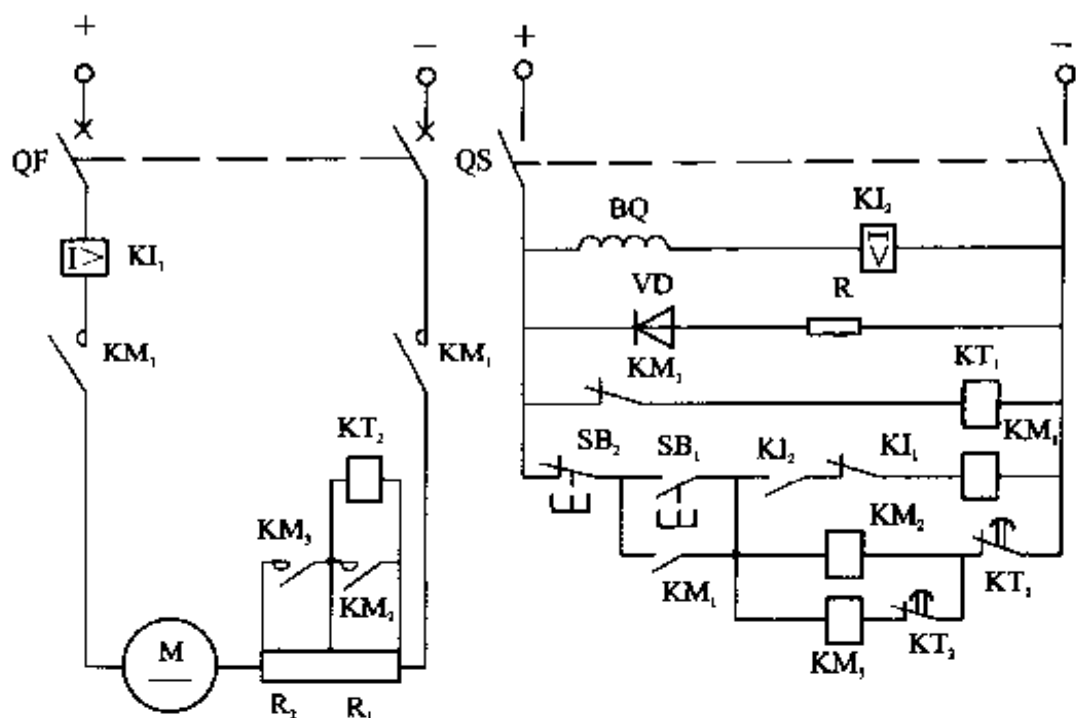 + − + −
QF QS
BQ KI₂
KI₁
VD R
KM₁ KM₁ KM₁ KT₁
KT₂ SB₂ SB₁ KI₂ KI₁ KM₁
KM₃ KM₂
KM₂ KM₁ KT₁
M KM₃ KT₂
R₂ R₁